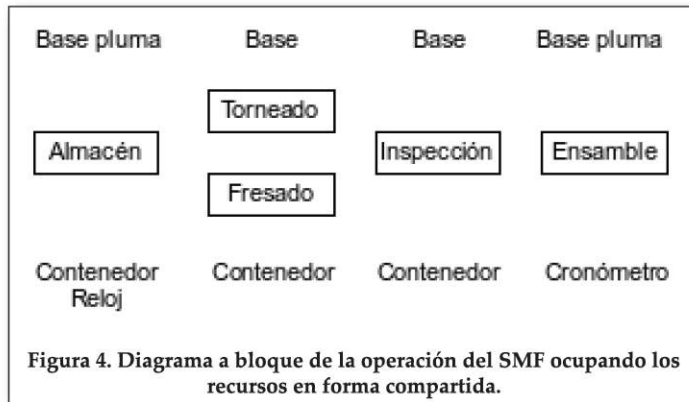 Base pluma Base Base Base pluma
Torneado
Almacén Inspección Ensamble
Fresado
Contenedor Contenedor Contenedor Cronómetro
Reloj
Figura 4. Diagrama a bloque de la operación del SMF ocupando los
recursos en forma compartida.